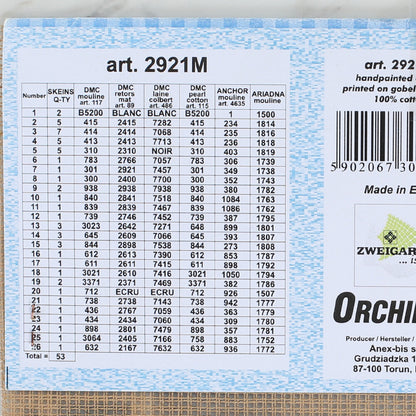 art. 2921M
Number SKEINS Q-TY DMC mouline art. 117 DMC retors mat art. 89 DMC laine colbert art. 486 DMC pearl cotton art. 115 ANCHOR mouline art. 4635 ARIADNA mouline
1 2 B5200 BLANC BLANC B5200 1 1500
2 5 415 2415 7282 415 234 1814
3 7 414 2414 7068 414 235 1816
4 5 413 2413 7713 413 236 1818
5 5 310 2310 NOIR 310 403 1819
6 1 783 2766 7057 783 306 1739
7 1 301 2921 7457 301 349 1738
8 1 300 2400 7700 300 352 1743
9 2 938 2938 7938 938 380 1782
10 1 840 2841 7518 840 1084 1763
11 1 839 2839 7467 839 1086 1762
12 1 739 2746 7452 739 387 1795
13 3 3023 2647 7271 648 899 1801
14 3 645 2609 7066 645 393 1807
15 3 844 2898 7508 844 273 1808
16 1 612 2613 7390 612 853 1787
17 1 611 2612 7415 611 898 1792
18 1 3021 2610 7416 3021 1050 1794
19 2 3371 2371 7469 3371 382 1786
20 1 712 ECRU ECRU 712 926 1507
21 1 738 2738 7143 738 942 1777
22 1 436 2767 7059 436 363 1779
23 1 434 2434 7060 434 309 1780
24 1 898 2801 7479 898 357 1781
25 5 3064 2405 7166 758 883 1752
26 1 632 2167 7632 632 936 1772
Total = 53
art. 292
handpainted
printed on gobel
100% cott
5 902067 30
Made in E
ZWEIGAR
... IS
ORCHI
Producer / Hersteller /
Anex-bis s
Grudziadzka 1
87-100 Torun,